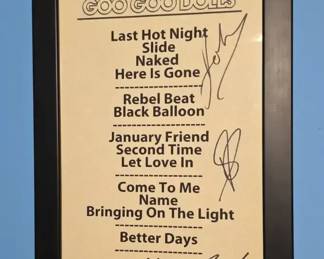 GOO GOO DOLLS
Last Hot Night
Slide
Naked
Here Is Gone
--------------------
Rebel Beat
Black Balloon
--------------------
January Friend
Second Time
Let Love In
--------------------
Come To Me
Name
Bringing On The Light
--------------------
Better Days
--------------------